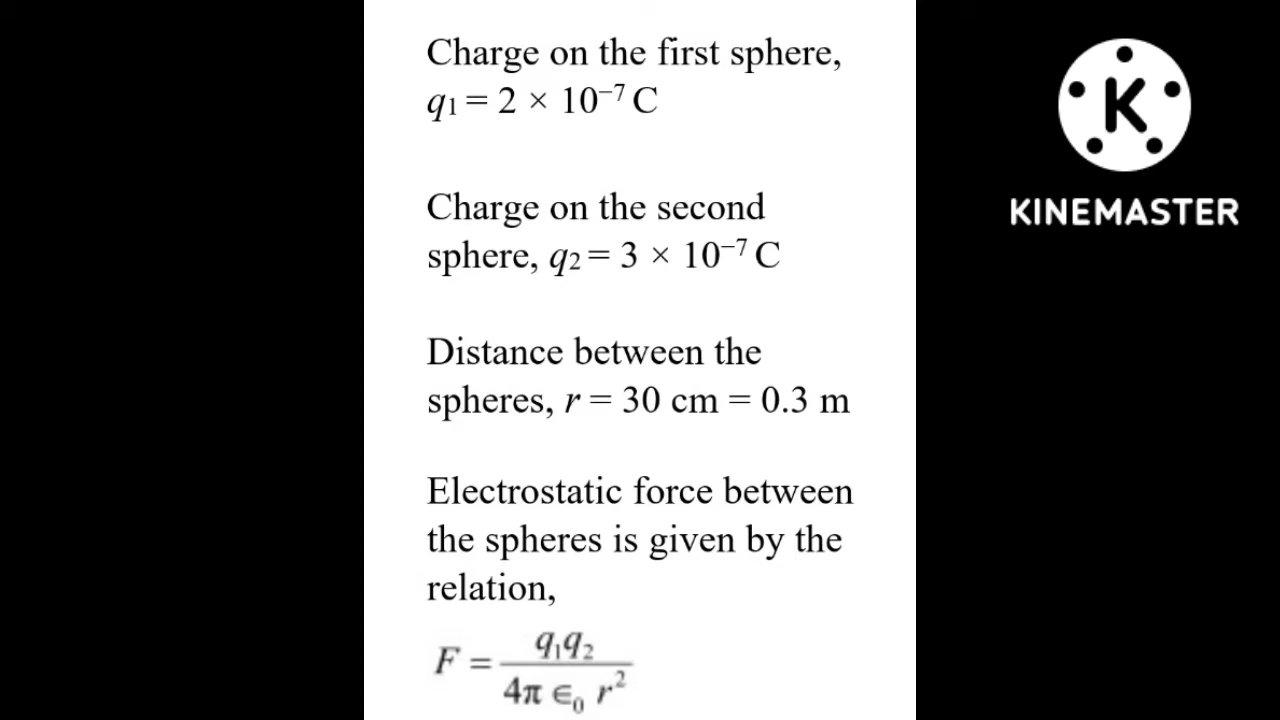 Charge on the first sphere,
q₁ = 2 × 10⁻⁷ C
Charge on the second
sphere, q₂ = 3 × 10⁻⁷ C
Distance between the
spheres, r = 30 cm = 0.3 m
Electrostatic force between
the spheres is given by the
relation,
F = q₁q₂ / 4π ∈₀ r²
K
KINEMASTER